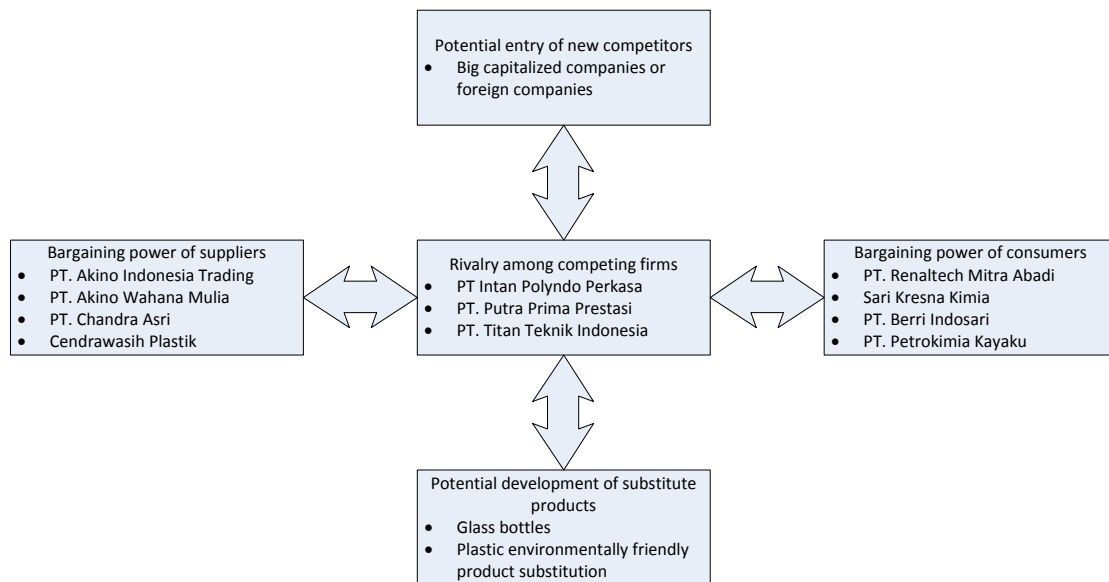 Potential entry of new competitors
• Big capitalized companies or
foreign companies
Bargaining power of suppliers
• PT. Akino Indonesia Trading
• PT. Akino Wahana Mulia
• PT. Chandra Asri
• Cendrawasih Plastik
Rivalry among competing firms
• PT Intan Polyndo Perkasa
• PT. Putra Prima Prestasi
• PT. Titan Teknik Indonesia
Bargaining power of consumers
• PT. Renaltech Mitra Abadi
• Sari Kresna Kimia
• PT. Berri Indosari
• PT. Petrokimia Kayaku
Potential development of substitute
products
• Glass bottles
• Plastic environmentally friendly
product substitution